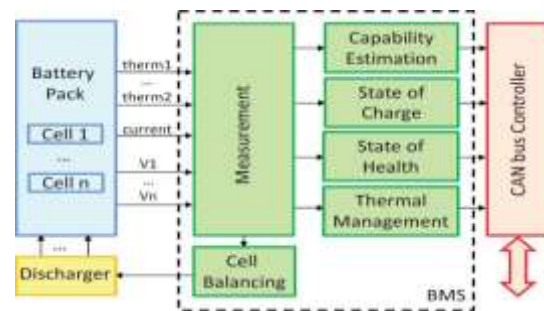 Battery
Pack
Cell 1
...
Cell n
therm1
...
therm2
current
V1
...
Vn
Measurement
Capability
Estimation
State of
Charge
State of
Health
Thermal
Management
CAN bus Controller
...
Discharger
Cell
Balancing
BMS